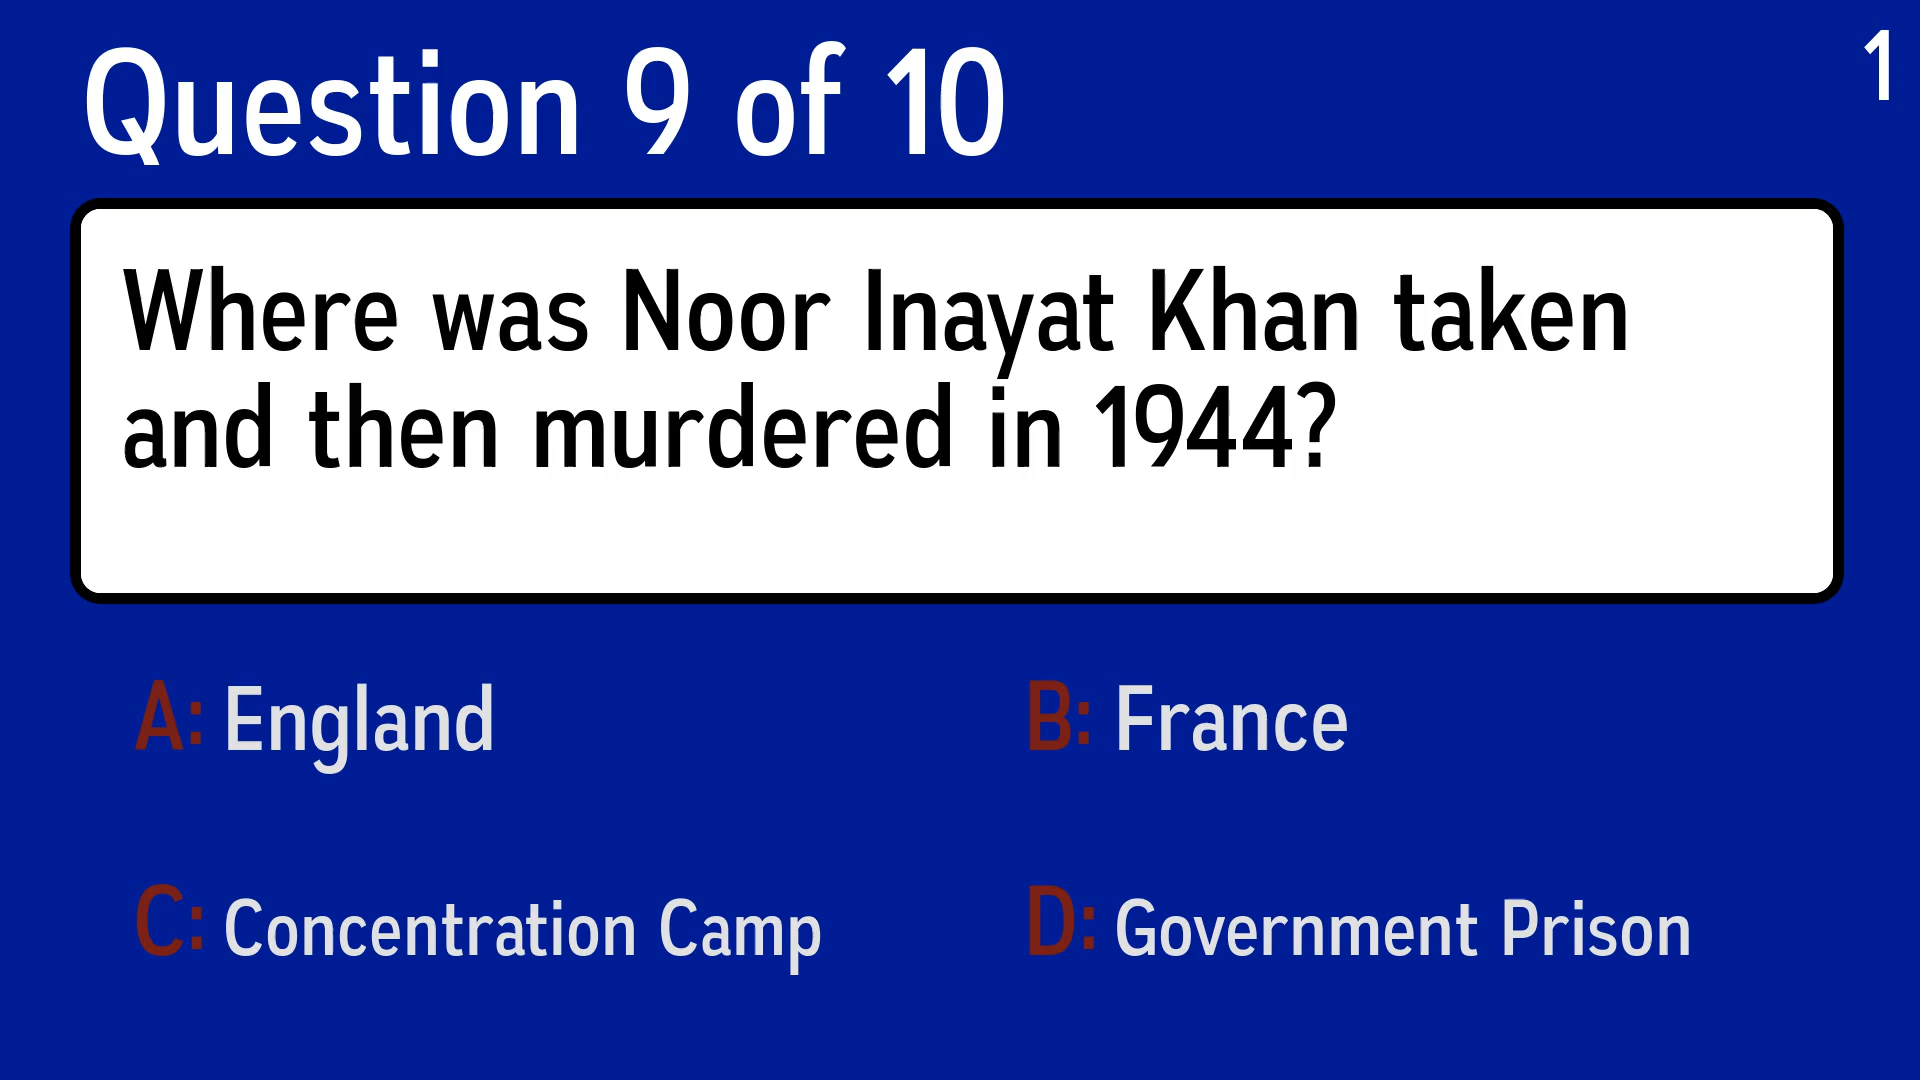 Question 9 of 10
1
Where was Noor Inayat Khan taken
and then murdered in 1944?
A: England
B: France
C: Concentration Camp
D: Government Prison